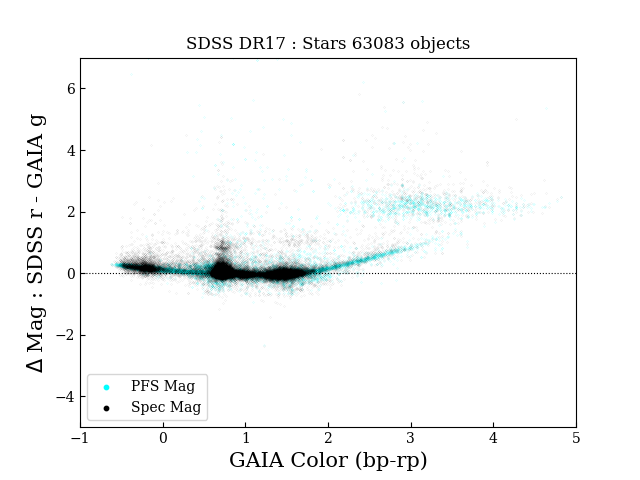 SDSS DR17 : Stars 63083 objects
Δ Mag : SDSS r - GAIA g
6
4
2
0
−2
−4
PFS Mag
Spec Mag
−1 0 1 2 3 4 5
GAIA Color (bp-rp)